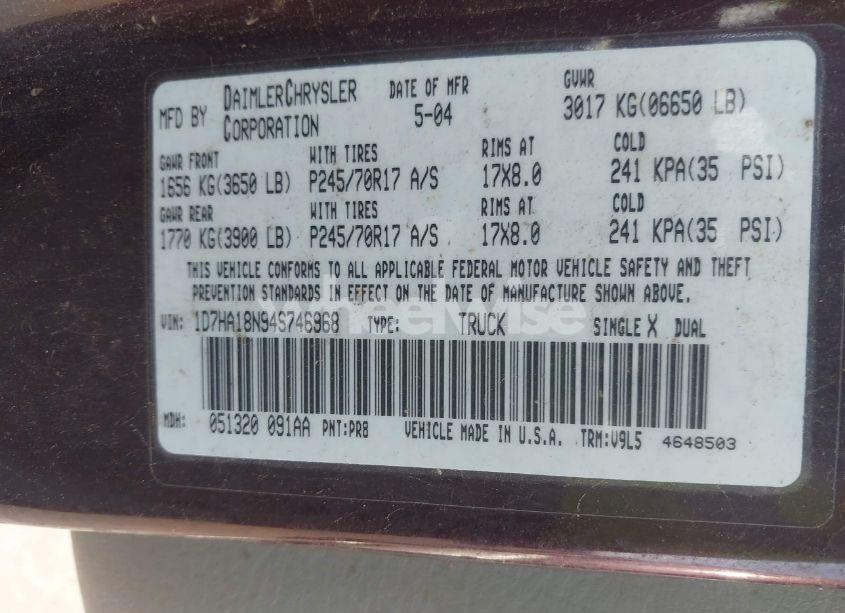 MFD BY DAIMLERCHRYSLER CORPORATION DATE OF MFR 5-04 GVWR 3017 KG(06650 LB)
GAWR FRONT WITH TIRES RIMS AT COLD
1656 KG(3650 LB) P245/70R17 A/S 17X8.0 241 KPA(35 PSI)
GAWR REAR WITH TIRES RIMS AT COLD
1770 KG(3900 LB) P245/70R17 A/S 17X8.0 241 KPA(35 PSI)
THIS VEHICLE CONFORMS TO ALL APPLICABLE FEDERAL MOTOR VEHICLE SAFETY AND THEFT
PREVENTION STANDARDS IN EFFECT ON THE DATE OF MANUFACTURE SHOWN ABOVE.
wheelwise
VIN: 1D7HA18N94S746968 TYPE: TRUCK SINGLE X DUAL
MDH: 051320 091AA PNT:PR8 VEHICLE MADE IN U.S.A. TRM:V9L5 4648503